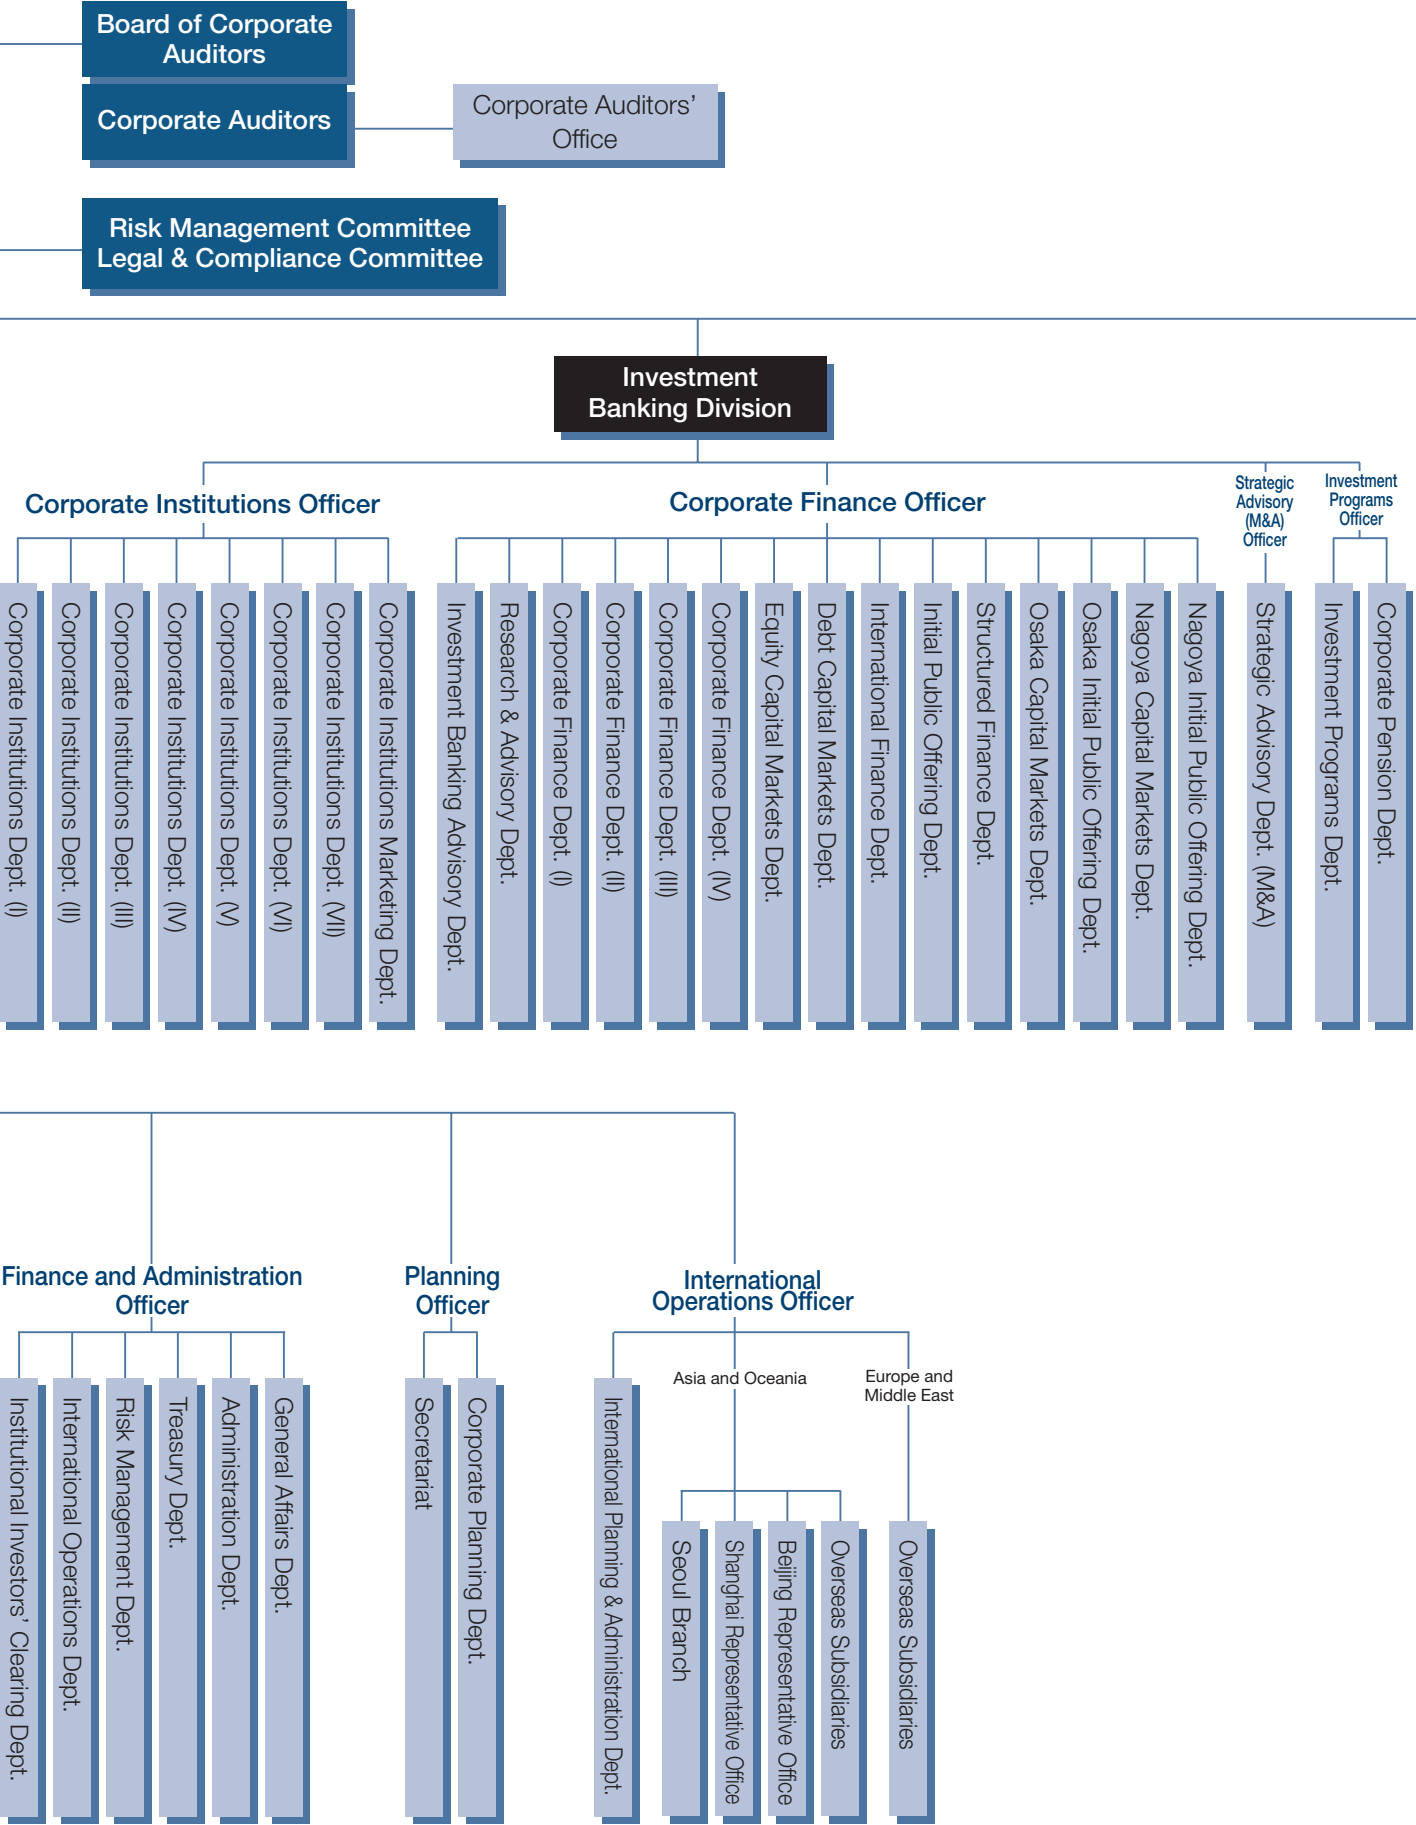 Board of Corporate
Auditors
Corporate Auditors
Corporate Auditors’
Office
Risk Management Committee
Legal & Compliance Committee
Investment
Banking Division
Corporate Institutions Officer
Corporate Finance Officer
Strategic
Advisory
(M&A)
Officer
Investment
Programs
Officer
Corporate Institutions Dept. (I)
Corporate Institutions Dept. (II)
Corporate Institutions Dept. (III)
Corporate Institutions Dept. (IV)
Corporate Institutions Dept. (V)
Corporate Institutions Dept. (VI)
Corporate Institutions Dept. (VII)
Corporate Institutions Marketing Dept.
Investment Banking Advisory Dept.
Research & Advisory Dept.
Corporate Finance Dept. (I)
Corporate Finance Dept. (II)
Corporate Finance Dept. (III)
Corporate Finance Dept. (IV)
Equity Capital Markets Dept.
Debt Capital Markets Dept.
International Finance Dept.
Initial Public Offering Dept.
Structured Finance Dept.
Osaka Capital Markets Dept.
Osaka Initial Public Offering Dept.
Nagoya Capital Markets Dept.
Nagoya Initial Public Offering Dept.
Strategic Advisory Dept. (M&A)
Investment Programs Dept.
Corporate Pension Dept.
Finance and Administration
Officer
Planning
Officer
International
Operations Officer
Asia and Oceania
Europe and
Middle East
Institutional Investors’ Clearing Dept.
International Operations Dept.
Risk Management Dept.
Treasury Dept.
Administration Dept.
General Affairs Dept.
Secretariat
Corporate Planning Dept.
International Planning & Administration Dept.
Seoul Branch
Shanghai Representative Office
Beijing Representative Office
Overseas Subsidiaries
Overseas Subsidiaries